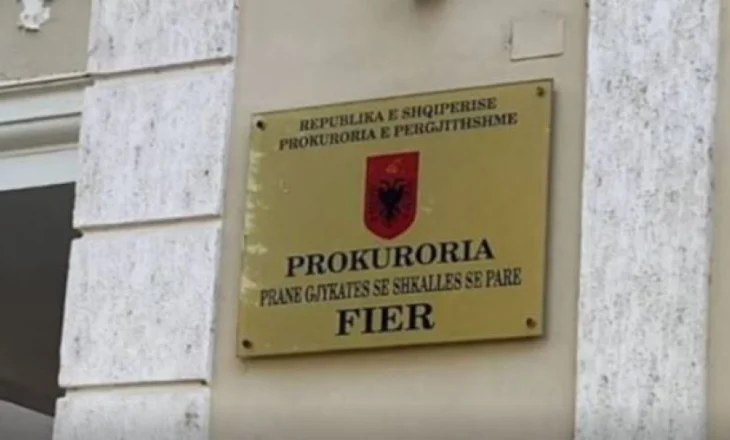 REPUBLIKA E SHQIPERISE
PROKURORIA E PERGJITHSHME
PROKURORIA
PRANE GJYKATES SE SHKALLES SE PARE
FIER